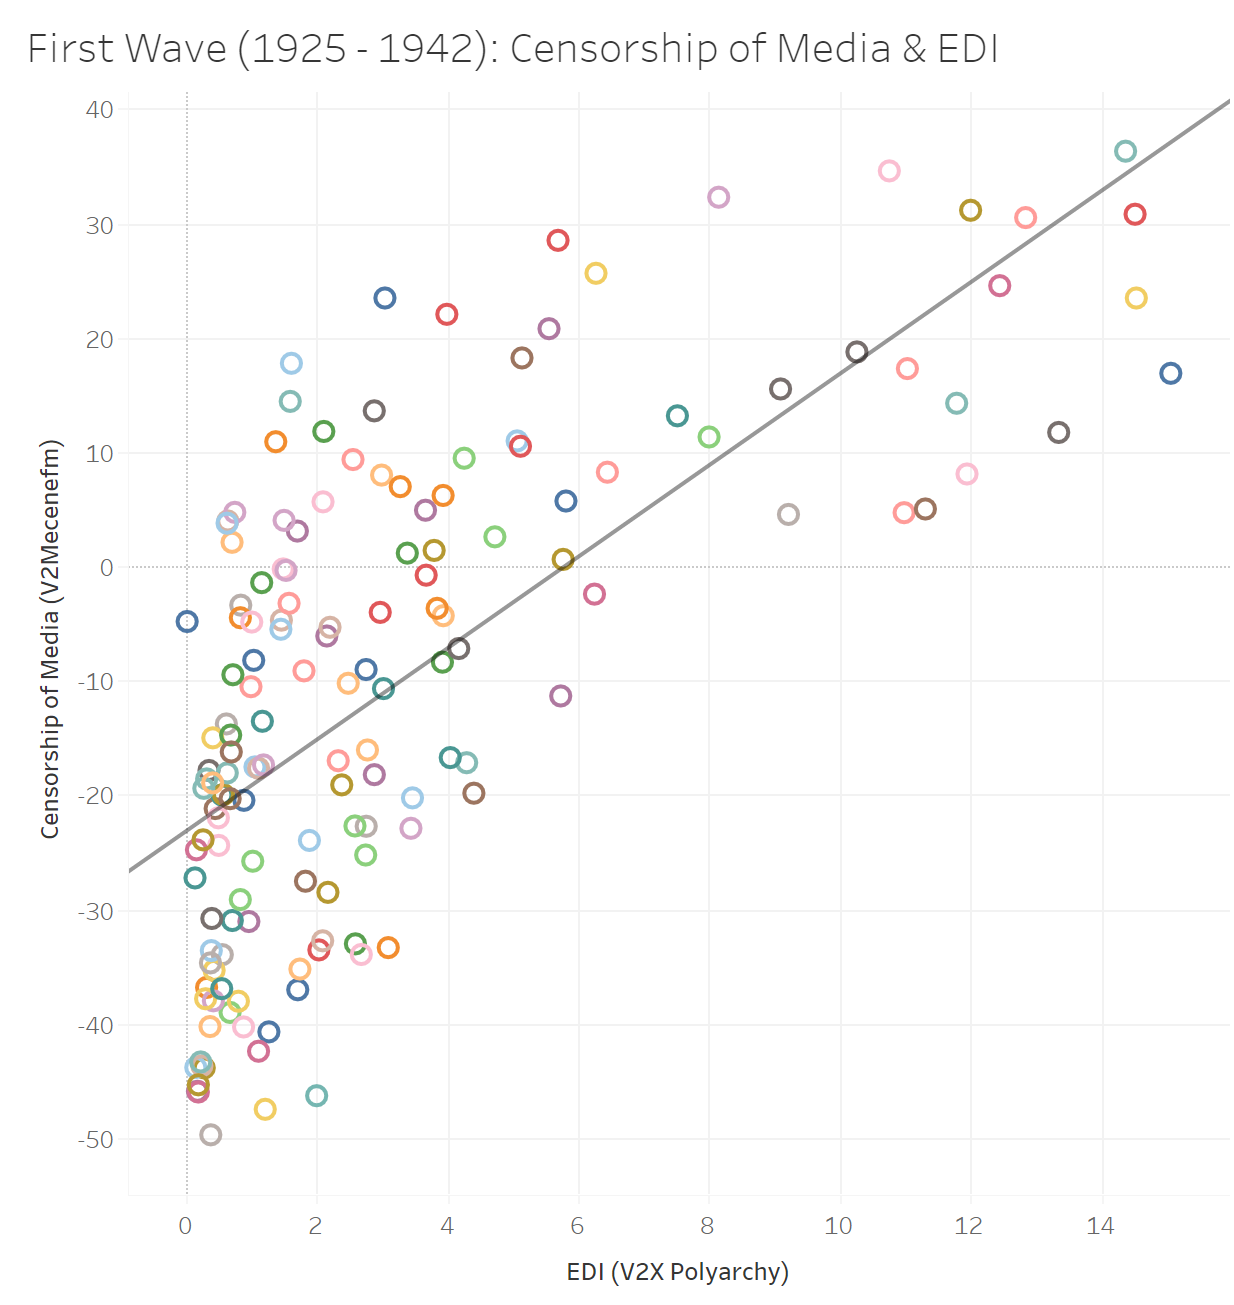 First Wave (1925 - 1942): Censorship of Media & EDI
40
30
20
10
0
-10
-20
-30
-40
-50
Censorship of Media (V2Mecenefm)
0 2 4 6 8 10 12 14
EDI (V2X Polyarchy)